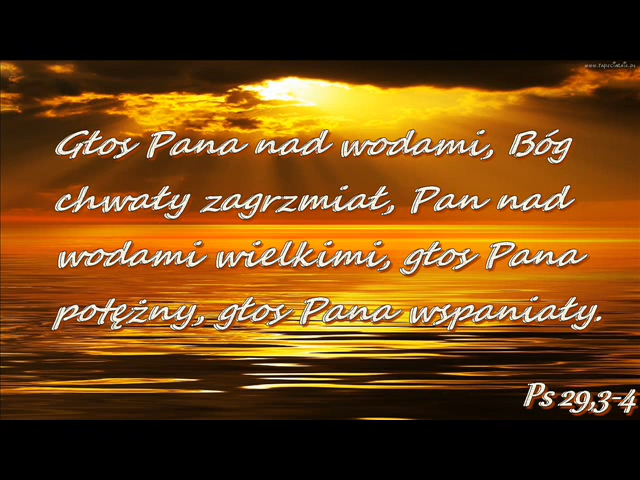 Głos Pana nad wodami, Bóg
chwały zagrzmiał, Pan nad
wodami wielkimi, głos Pana
potężny, głos Pana wspaniały.
Ps 29,3-4